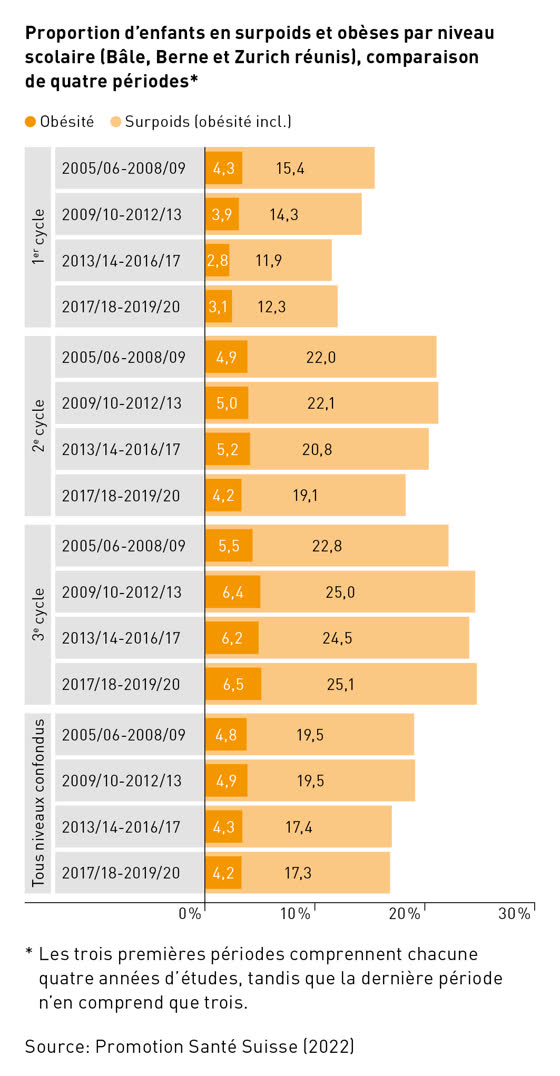 Proportion d’enfants en surpoids et obèses par niveau
scolaire (Bâle, Berne et Zurich réunis), comparaison
de quatre périodes*
Obésité Surpoids (obésité incl.)
1er cycle
2005/06-2008/09 4,3 15,4
2009/10-2012/13 3,9 14,3
2013/14-2016/17 2,8 11,9
2017/18-2019/20 3,1 12,3
2e cycle
2005/06-2008/09 4,9 22,0
2009/10-2012/13 5,0 22,1
2013/14-2016/17 5,2 20,8
2017/18-2019/20 4,2 19,1
3e cycle
2005/06-2008/09 5,5 22,8
2009/10-2012/13 6,4 25,0
2013/14-2016/17 6,2 24,5
2017/18-2019/20 6,5 25,1
Tous niveaux confondus
2005/06-2008/09 4,8 19,5
2009/10-2012/13 4,9 19,5
2013/14-2016/17 4,3 17,4
2017/18-2019/20 4,2 17,3
0% 10% 20% 30%
* Les trois premières périodes comprennent chacune
quatre années d’études, tandis que la dernière période
n’en comprend que trois.
Source: Promotion Santé Suisse (2022)